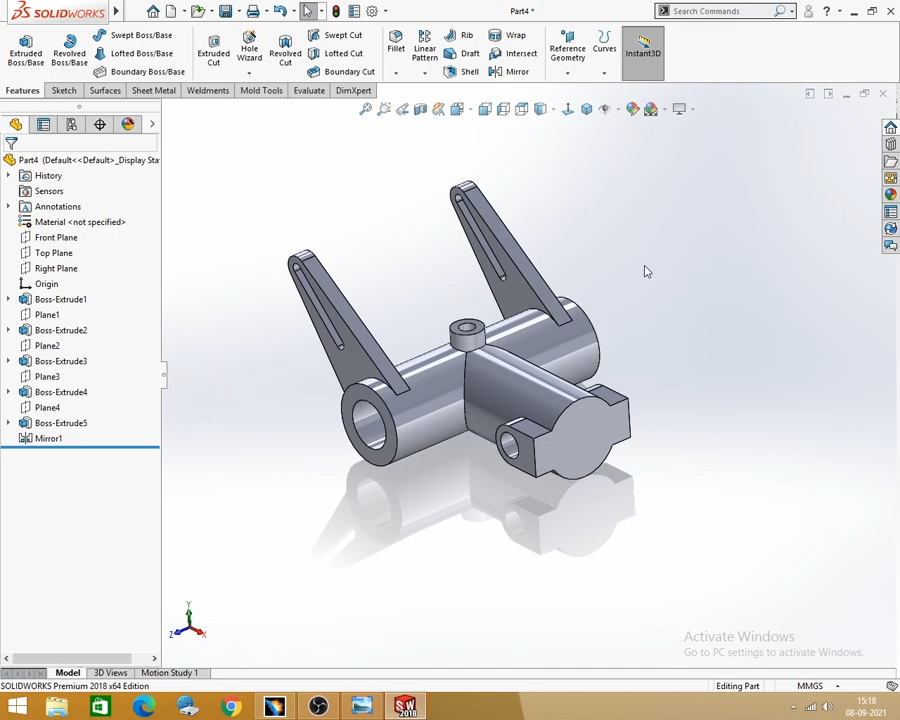 SOLIDWORKS
Part4 *
Search Commands
Extruded Boss/Base
Revolved Boss/Base
Swept Boss/Base
Lofted Boss/Base
Boundary Boss/Base
Extruded Cut
Hole Wizard
Revolved Cut
Swept Cut
Lofted Cut
Boundary Cut
Fillet
Linear Pattern
Rib
Draft
Shell
Wrap
Intersect
Mirror
Reference Geometry
Curves
Instant3D
Features
Sketch
Surfaces
Sheet Metal
Weldments
Mold Tools
Evaluate
DimXpert
Part4 (Default<<Default>_Display Sta
History
Sensors
Annotations
Material <not specified>
Front Plane
Top Plane
Right Plane
Origin
Boss-Extrude1
Plane1
Boss-Extrude2
Plane2
Boss-Extrude3
Plane3
Boss-Extrude4
Plane4
Boss-Extrude5
Mirror1
Y
Z
X
Activate Windows
Go to PC settings to activate Windows.
Model
3D Views
Motion Study 1
SOLIDWORKS Premium 2018 x64 Edition
Editing Part
MMGS
SW
2018
15:18
08-09-2021